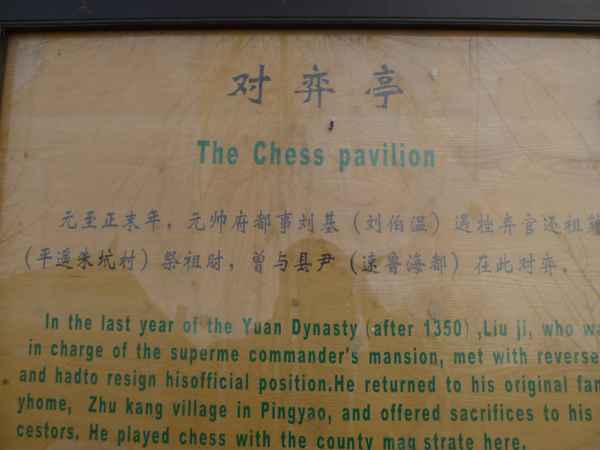 对弈亭
The Chess pavilion
元至正末年，元帅府都事刘基（刘伯温）遇挫弃官还祖籍
（平遥朱坑村）祭祖时，曾与县尹（速鲁海都）在此对弈。
In the last year of the Yuan Dynasty (after 1350) ,Liu ji, who wa
in charge of the superme commander's mansion, met with reverse
and hadto resign hisofficial position.He returned to his original fam
yhome, Zhu kang village in Pingyao, and offered sacrifices to his
cestors. He played chess with the county mag strate here.